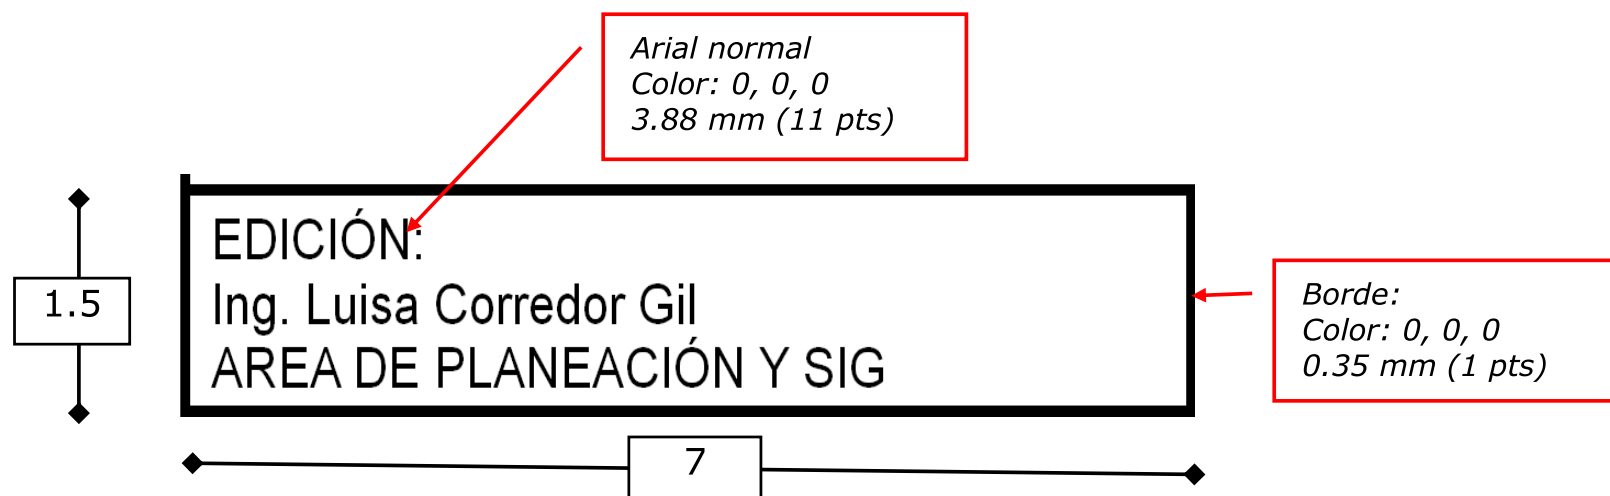 Arial normal
Color: 0, 0, 0
3.88 mm (11 pts)
EDICIÓN:
Ing. Luisa Corredor Gil
AREA DE PLANEACIÓN Y SIG
1.5
Borde:
Color: 0, 0, 0
0.35 mm (1 pts)
7